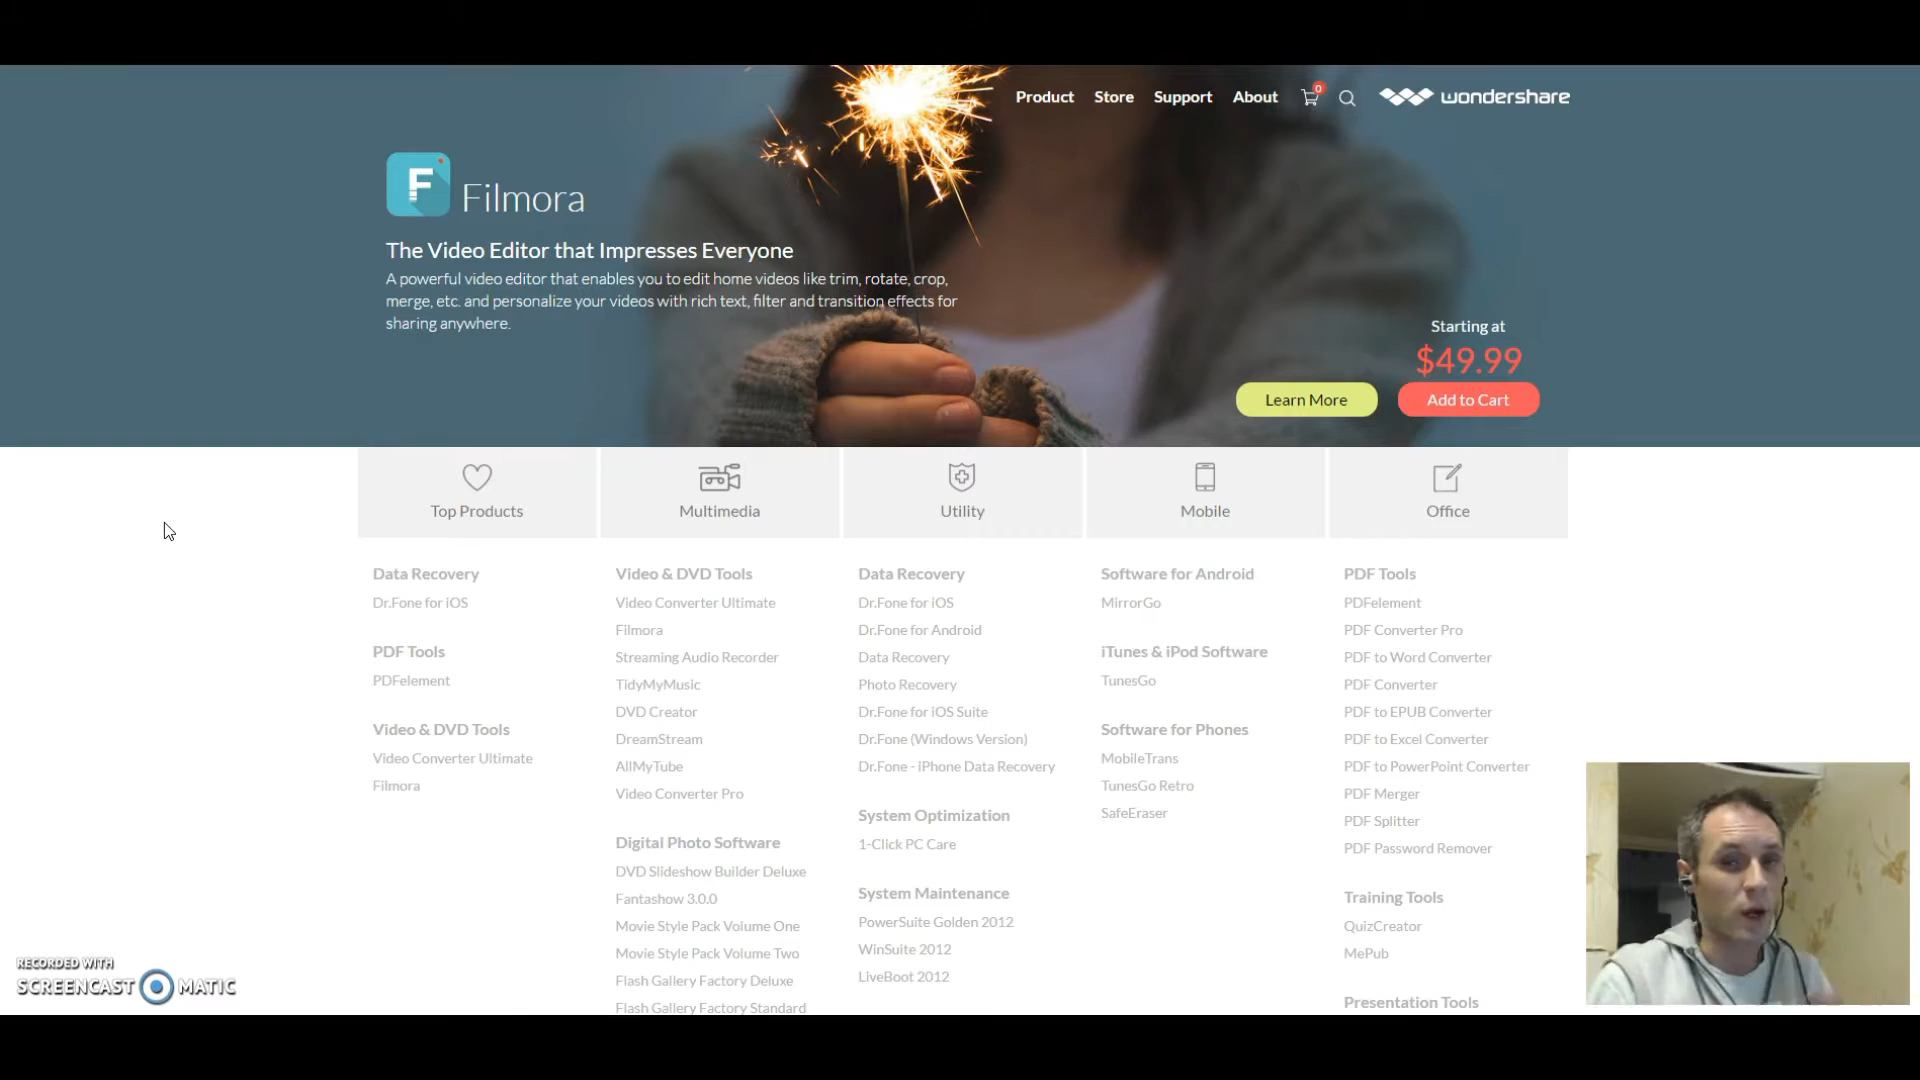 Product Store Support About 0 wondershare
F Filmora
The Video Editor that Impresses Everyone
A powerful video editor that enables you to edit home videos like trim, rotate, crop,
merge, etc. and personalize your videos with rich text, filter and transition effects for
sharing anywhere.
Starting at
$49.99
Learn More
Add to Cart
Top Products
Multimedia
Utility
Mobile
Office
Data Recovery
Dr.Fone for iOS
PDF Tools
PDFelement
Video & DVD Tools
Video Converter Ultimate
Filmora
Video & DVD Tools
Video Converter Ultimate
Filmora
Streaming Audio Recorder
TidyMyMusic
DVD Creator
DreamStream
AllMyTube
Video Converter Pro
Digital Photo Software
DVD Slideshow Builder Deluxe
Fantashow 3.0.0
Movie Style Pack Volume One
Movie Style Pack Volume Two
Flash Gallery Factory Deluxe
Flash Gallery Factory Standard
Data Recovery
Dr.Fone for iOS
Dr.Fone for Android
Data Recovery
Photo Recovery
Dr.Fone for iOS Suite
Dr.Fone (Windows Version)
Dr.Fone - iPhone Data Recovery
System Optimization
1-Click PC Care
System Maintenance
PowerSuite Golden 2012
WinSuite 2012
LiveBoot 2012
Software for Android
MirrorGo
iTunes & iPod Software
TunesGo
Software for Phones
MobileTrans
TunesGo Retro
SafeEraser
PDF Tools
PDFelement
PDF Converter Pro
PDF to Word Converter
PDF Converter
PDF to EPUB Converter
PDF to Excel Converter
PDF to PowerPoint Converter
PDF Merger
PDF Splitter
PDF Password Remover
Training Tools
QuizCreator
MePub
Presentation Tools
RECORDED WITH
SCREENCAST MATIC